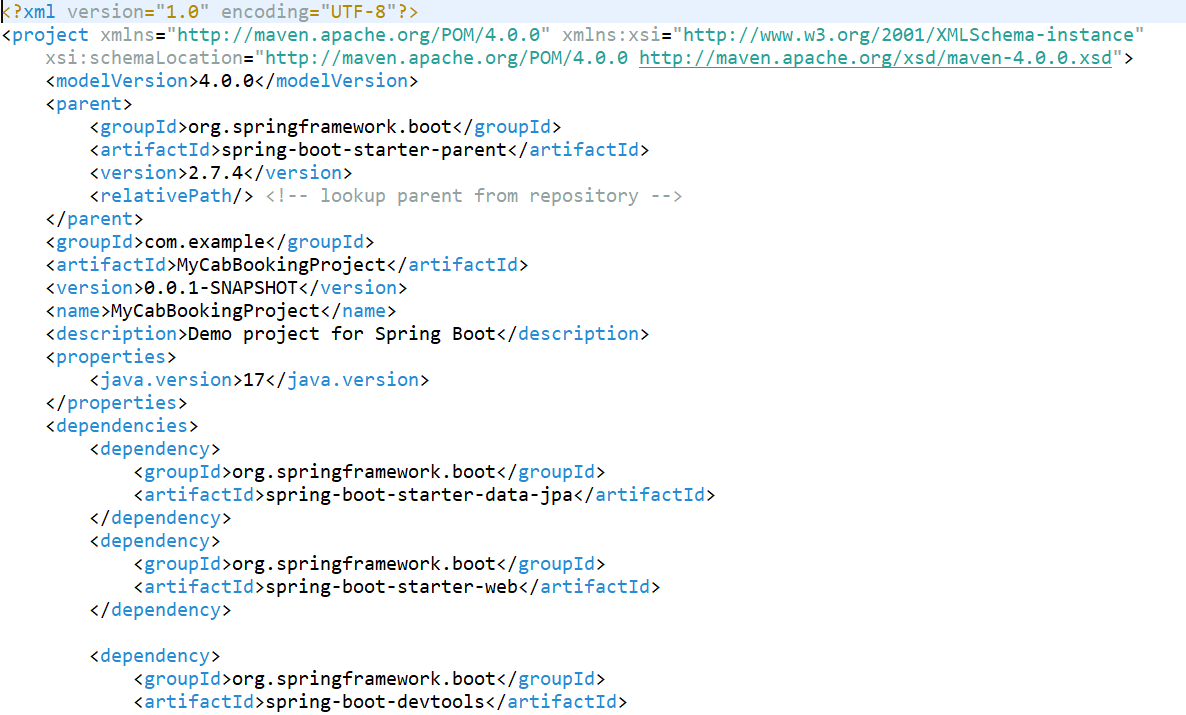 <?xml version="1.0" encoding="UTF-8"?>
<project xmlns="http://maven.apache.org/POM/4.0.0" xmlns:xsi="http://www.w3.org/2001/XMLSchema-instance"
    xsi:schemaLocation="http://maven.apache.org/POM/4.0.0 http://maven.apache.org/xsd/maven-4.0.0.xsd">
    <modelVersion>4.0.0</modelVersion>
    <parent>
        <groupId>org.springframework.boot</groupId>
        <artifactId>spring-boot-starter-parent</artifactId>
        <version>2.7.4</version>
        <relativePath/> <!-- lookup parent from repository -->
    </parent>
    <groupId>com.example</groupId>
    <artifactId>MyCabBookingProject</artifactId>
    <version>0.0.1-SNAPSHOT</version>
    <name>MyCabBookingProject</name>
    <description>Demo project for Spring Boot</description>
    <properties>
        <java.version>17</java.version>
    </properties>
    <dependencies>
        <dependency>
            <groupId>org.springframework.boot</groupId>
            <artifactId>spring-boot-starter-data-jpa</artifactId>
        </dependency>
        <dependency>
            <groupId>org.springframework.boot</groupId>
            <artifactId>spring-boot-starter-web</artifactId>
        </dependency>

        <dependency>
            <groupId>org.springframework.boot</groupId>
            <artifactId>spring-boot-devtools</artifactId>